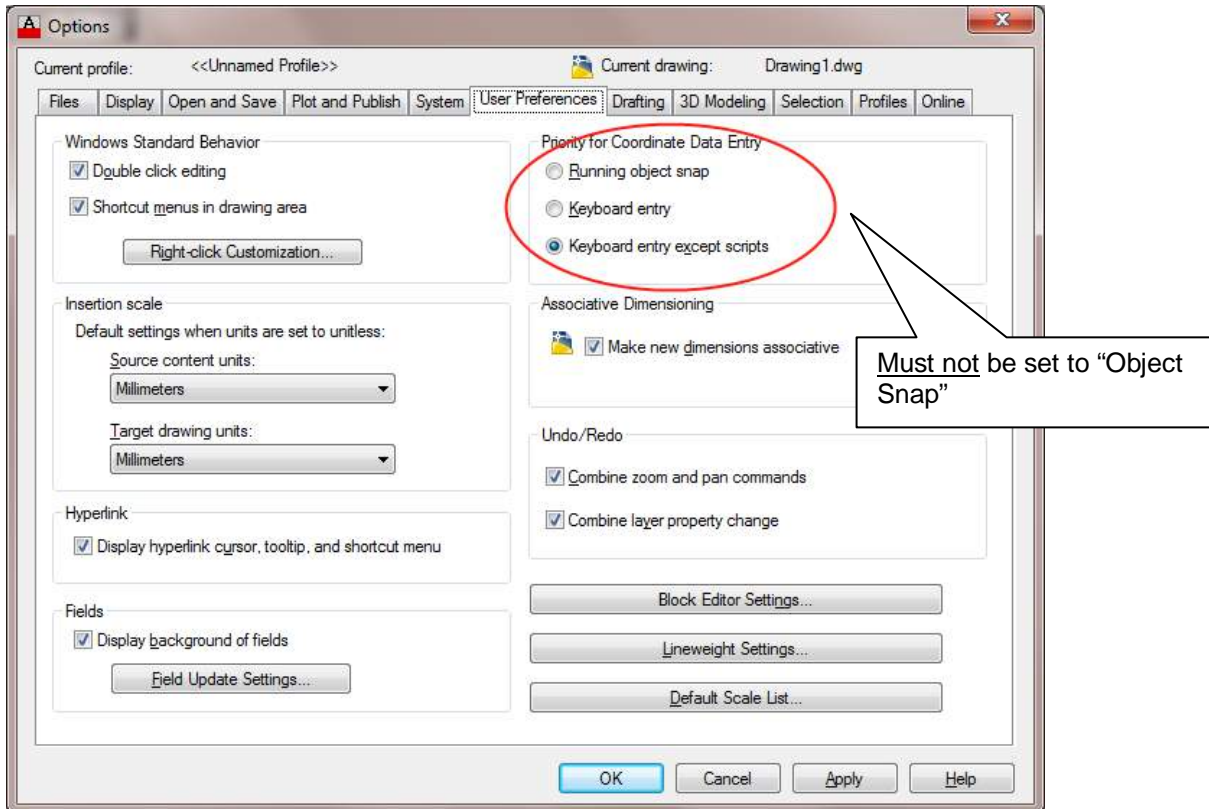 Options
Current profile: <<Unnamed Profile>> Current drawing: Drawing1.dwg
Files Display Open and Save Plot and Publish System User Preferences Drafting 3D Modeling Selection Profiles Online
Windows Standard Behavior
Double click editing
Shortcut menus in drawing area
Right-click Customization...
Insertion scale
Default settings when units are set to unitless:
Source content units:
Millimeters
Target drawing units:
Millimeters
Hyperlink
Display hyperlink cursor, tooltip, and shortcut menu
Fields
Display background of fields
Field Update Settings...
Priority for Coordinate Data Entry
Running object snap
Keyboard entry
Keyboard entry except scripts
Associative Dimensioning
Make new dimensions associative
Must not be set to “Object
Snap”
Undo/Redo
Combine zoom and pan commands
Combine layer property change
Block Editor Settings...
Lineweight Settings...
Default Scale List...
OK Cancel Apply Help